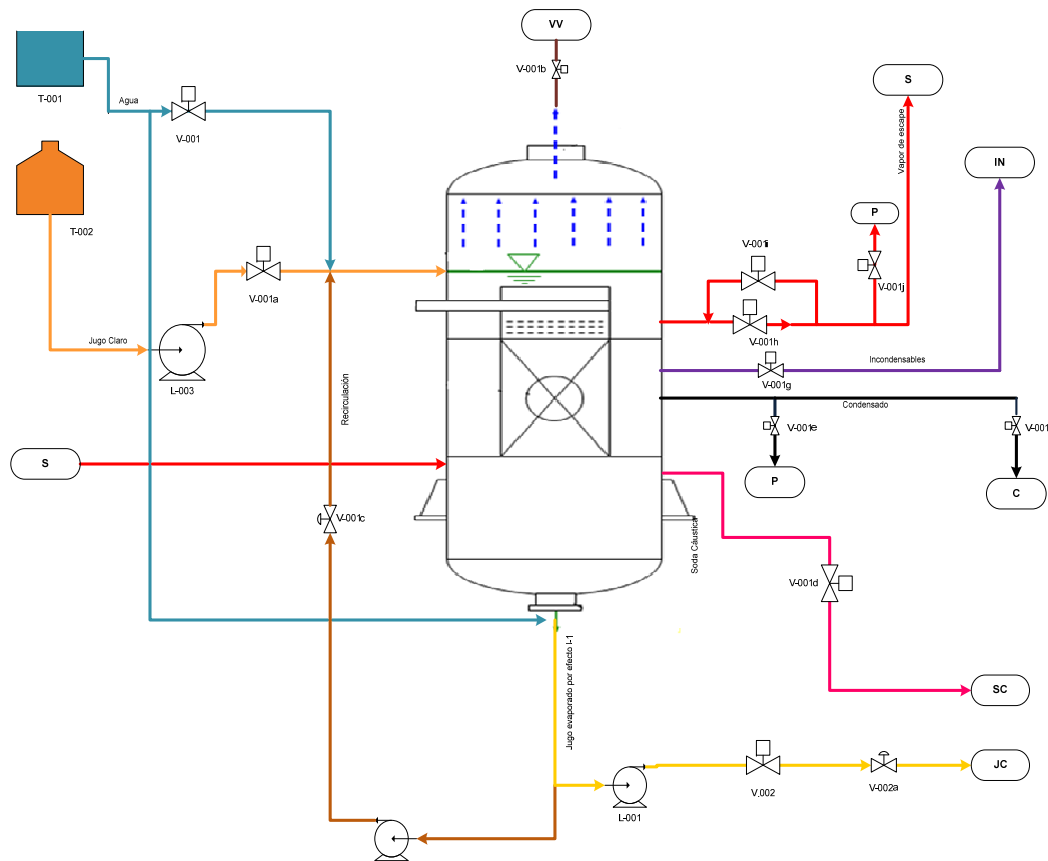 VV
V-001b
T-001
Agua
V-001
S
Vapor de escape
IN
T-002
P
V-001i
V-001j
V-001a
V-001h
Jugo Claro
L-003
Incondensables
V-001g
Recirculación
Condensado
V-001e
V-001
S
P
C
V-001c
Soda Cáustica
V-001d
Jugo evaporado por efecto I-1
SC
JC
V.002
V-002a
L-001